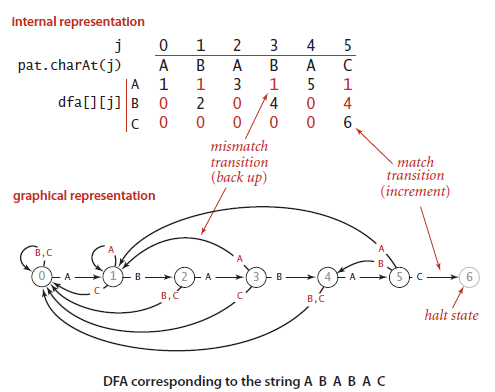 internal representation
j 0 1 2 3 4 5
pat.charAt(j) A B A B A C
A 1 1 3 1 5 1
dfa[][j] B 0 2 0 4 0 4
C 0 0 0 0 0 6
mismatch
transition
(back up)
match
transition
(increment)
graphical representation
B,C A A A B
0 A 1 B 2 A 3 B 4 A 5 C 6
C B,C C B,C
halt state
DFA corresponding to the string A B A B A C